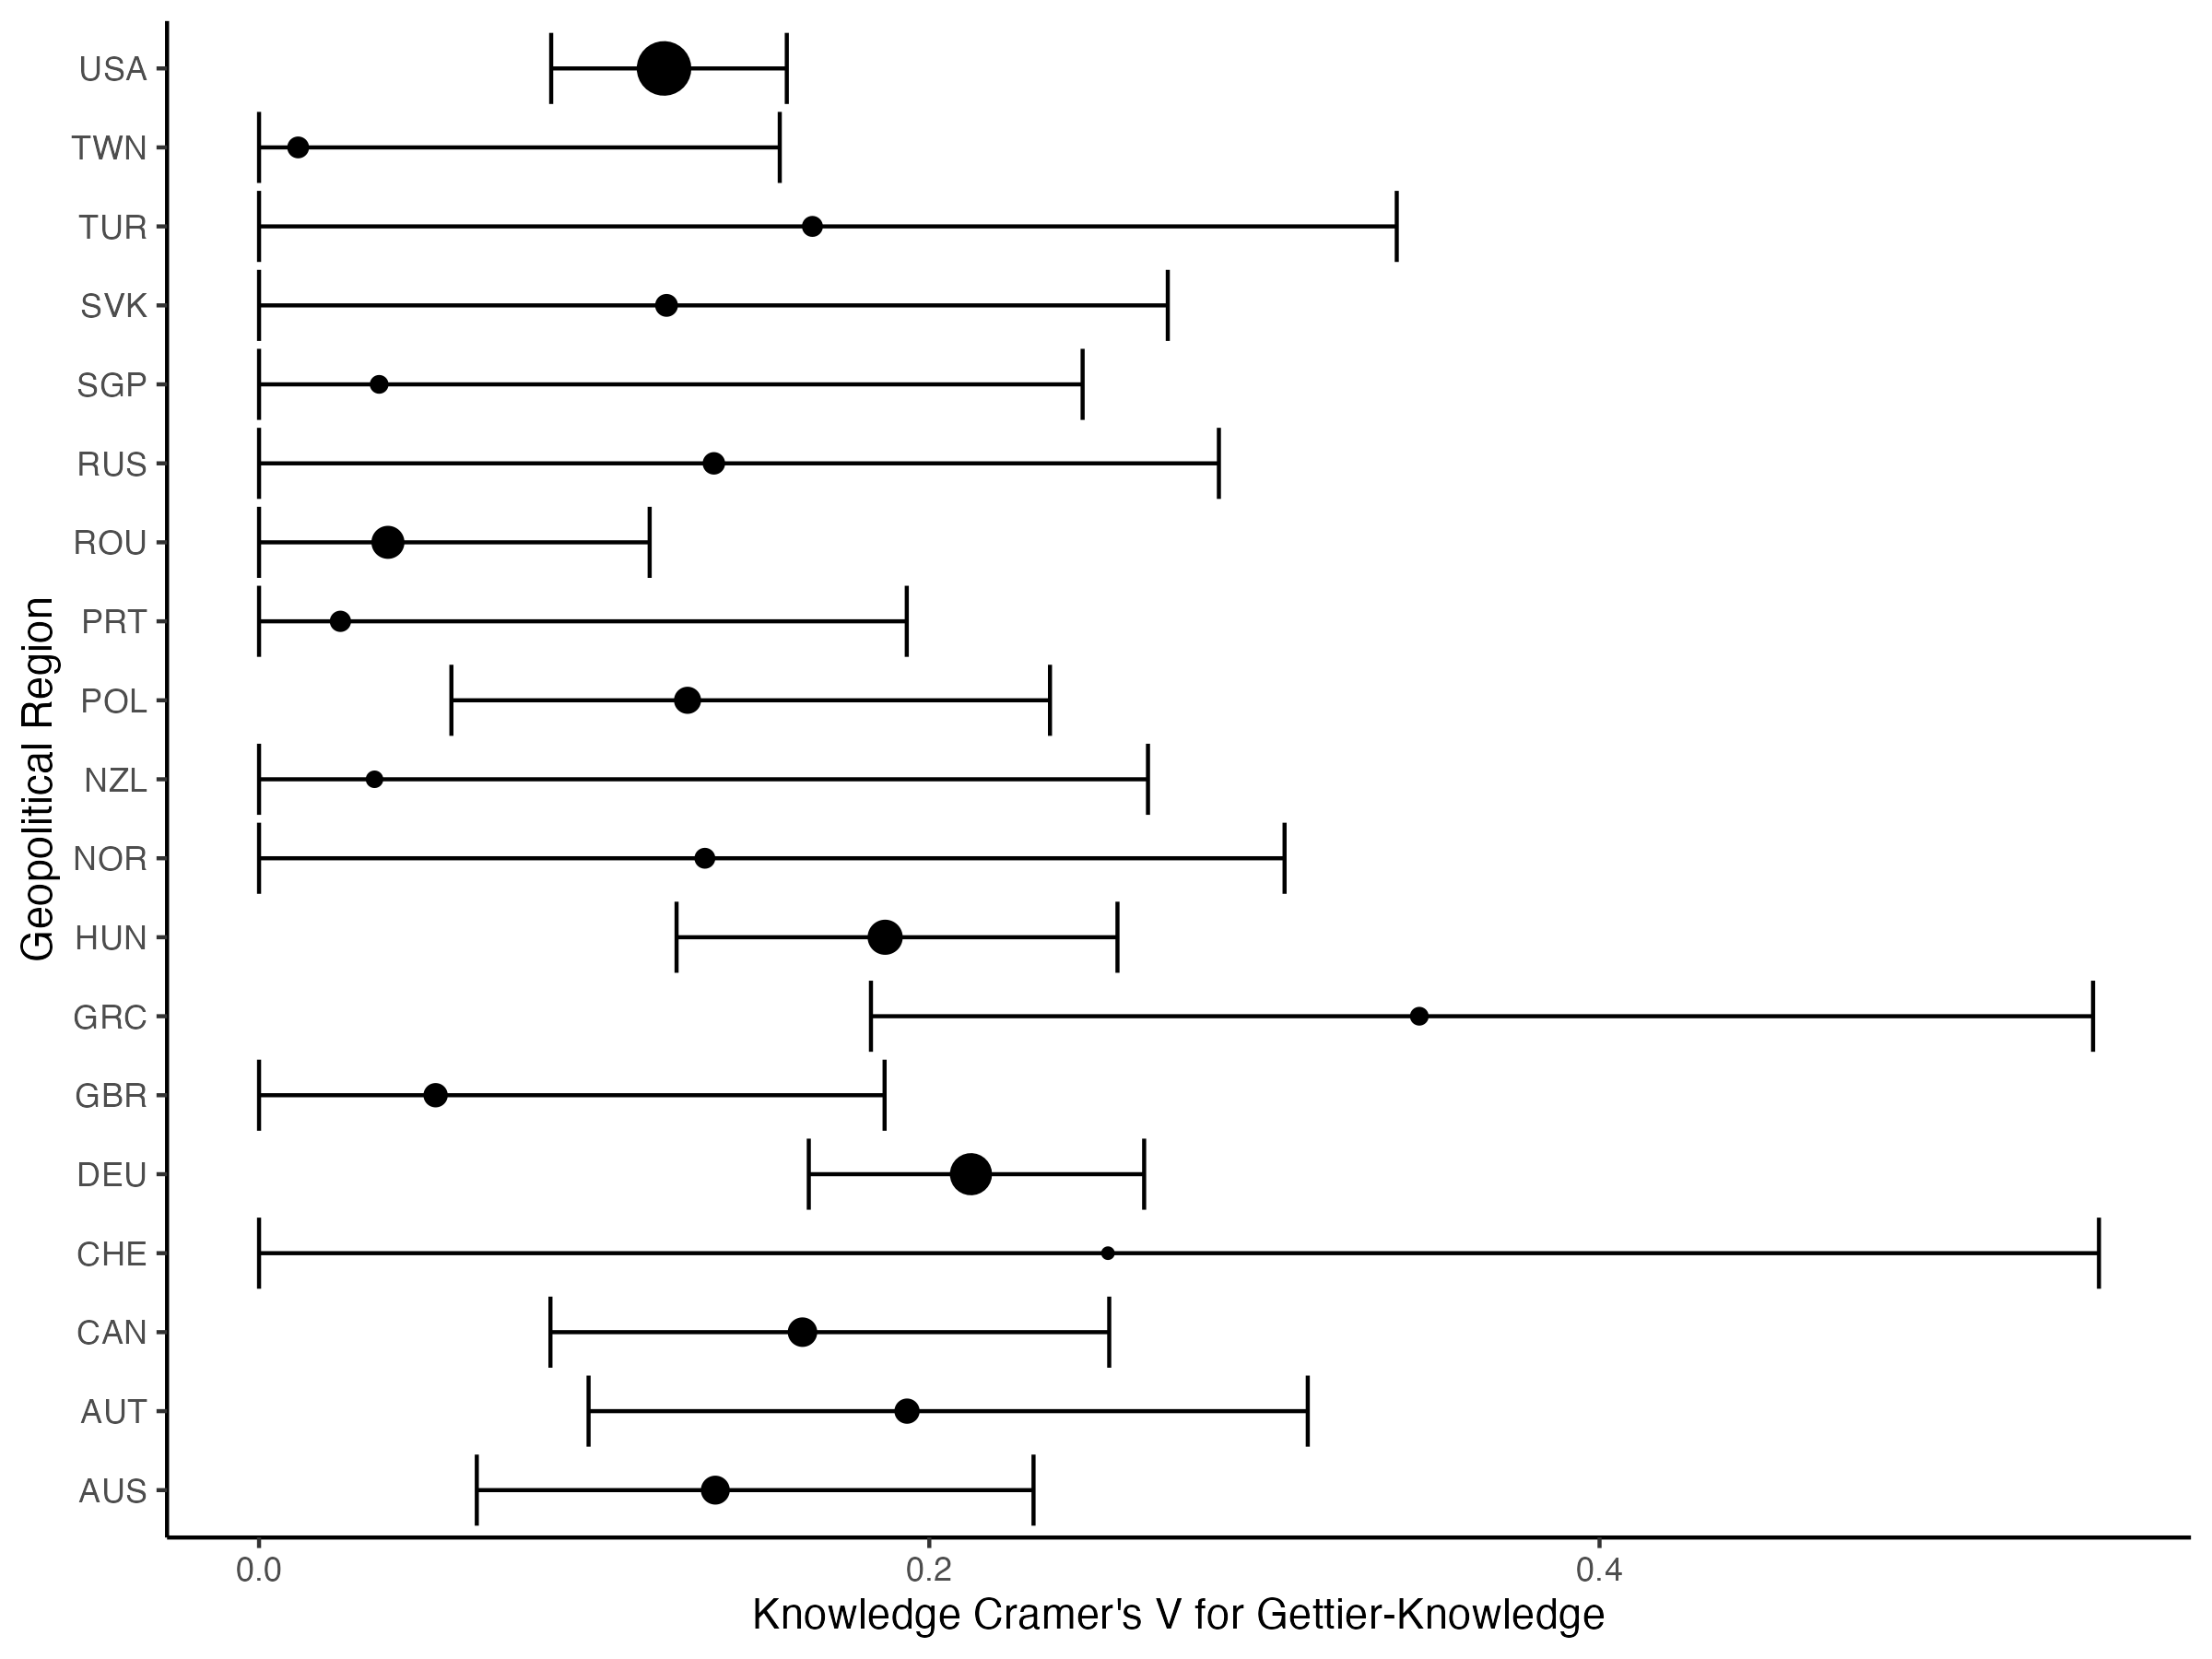 USA
TWN
TUR
SVK
SGP
RUS
ROU
PRT
POL
NZL
NOR
HUN
GRC
GBR
DEU
CHE
CAN
AUT
AUS
Geopolitical Region
0.0 0.2 0.4
Knowledge Cramer's V for Gettier-Knowledge